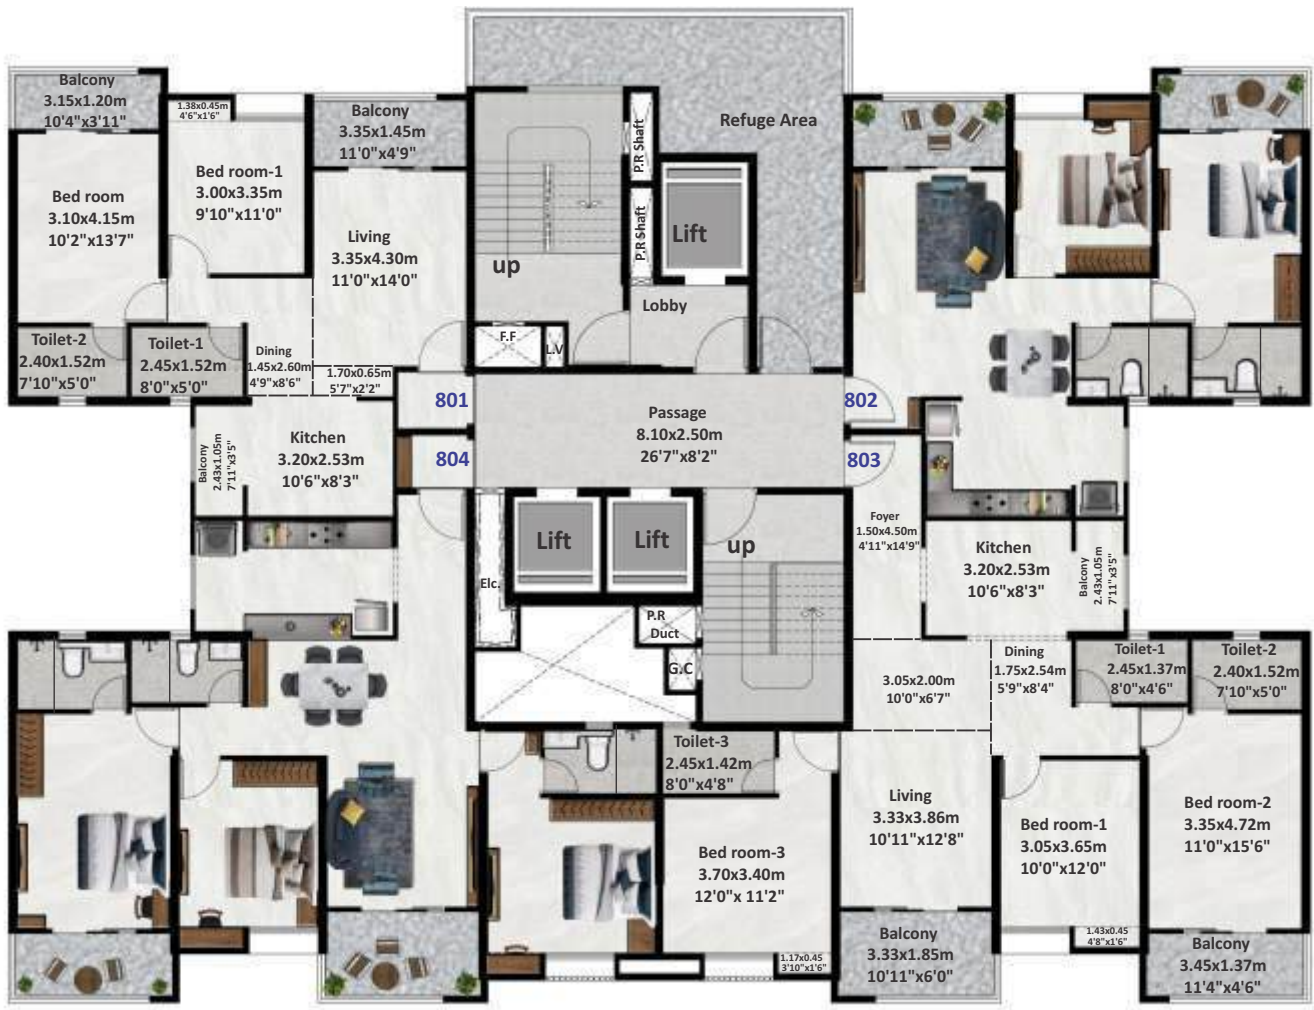 Balcony
3.15x1.20m
10'4"x3'11"
1.38x0.45m
4'6"x1'6"
Balcony
3.35x1.45m
11'0"x4'9"
Refuge Area
P.R Shaft
P.R Shaft
Lift
up
Lobby
Bed room
3.10x4.15m
10'2"x13'7"
Bed room-1
3.00x3.35m
9'10"x11'0"
Living
3.35x4.30m
11'0"x14'0"
F.F
L.V
Toilet-2
2.40x1.52m
7'10"x5'0"
Toilet-1
2.45x1.52m
8'0"x5'0"
Dining
1.45x2.60m
4'9"x8'6"
1.70x0.65m
5'7"x2'2"
801
802
Passage
8.10x2.50m
26'7"x8'2"
804
803
Balcony
2.43x1.05m
7'11"x3'5"
Kitchen
3.20x2.53m
10'6"x8'3"
Lift
Lift
up
Elc.
Foyer
1.50x4.50m
4'11"x14'9"
Kitchen
3.20x2.53m
10'6"x8'3"
Balcony
2.43x1.05m
7'11"x3'5"
P.R
Duct
G.C
3.05x2.00m
10'0"x6'7"
Dining
1.75x2.54m
5'9"x8'4"
Toilet-1
2.45x1.37m
8'0"x4'6"
Toilet-2
2.40x1.52m
7'10"x5'0"
Toilet-3
2.45x1.42m
8'0"x4'8"
Living
3.33x3.86m
10'11"x12'8"
Bed room-3
3.70x3.40m
12'0"x 11'2"
Bed room-1
3.05x3.65m
10'0"x12'0"
Bed room-2
3.35x4.72m
11'0"x15'6"
1.17x0.45
3'10"x1'6"
Balcony
3.33x1.85m
10'11"x6'0"
1.43x0.45
4'8"x1'6"
Balcony
3.45x1.37m
11'4"x4'6"